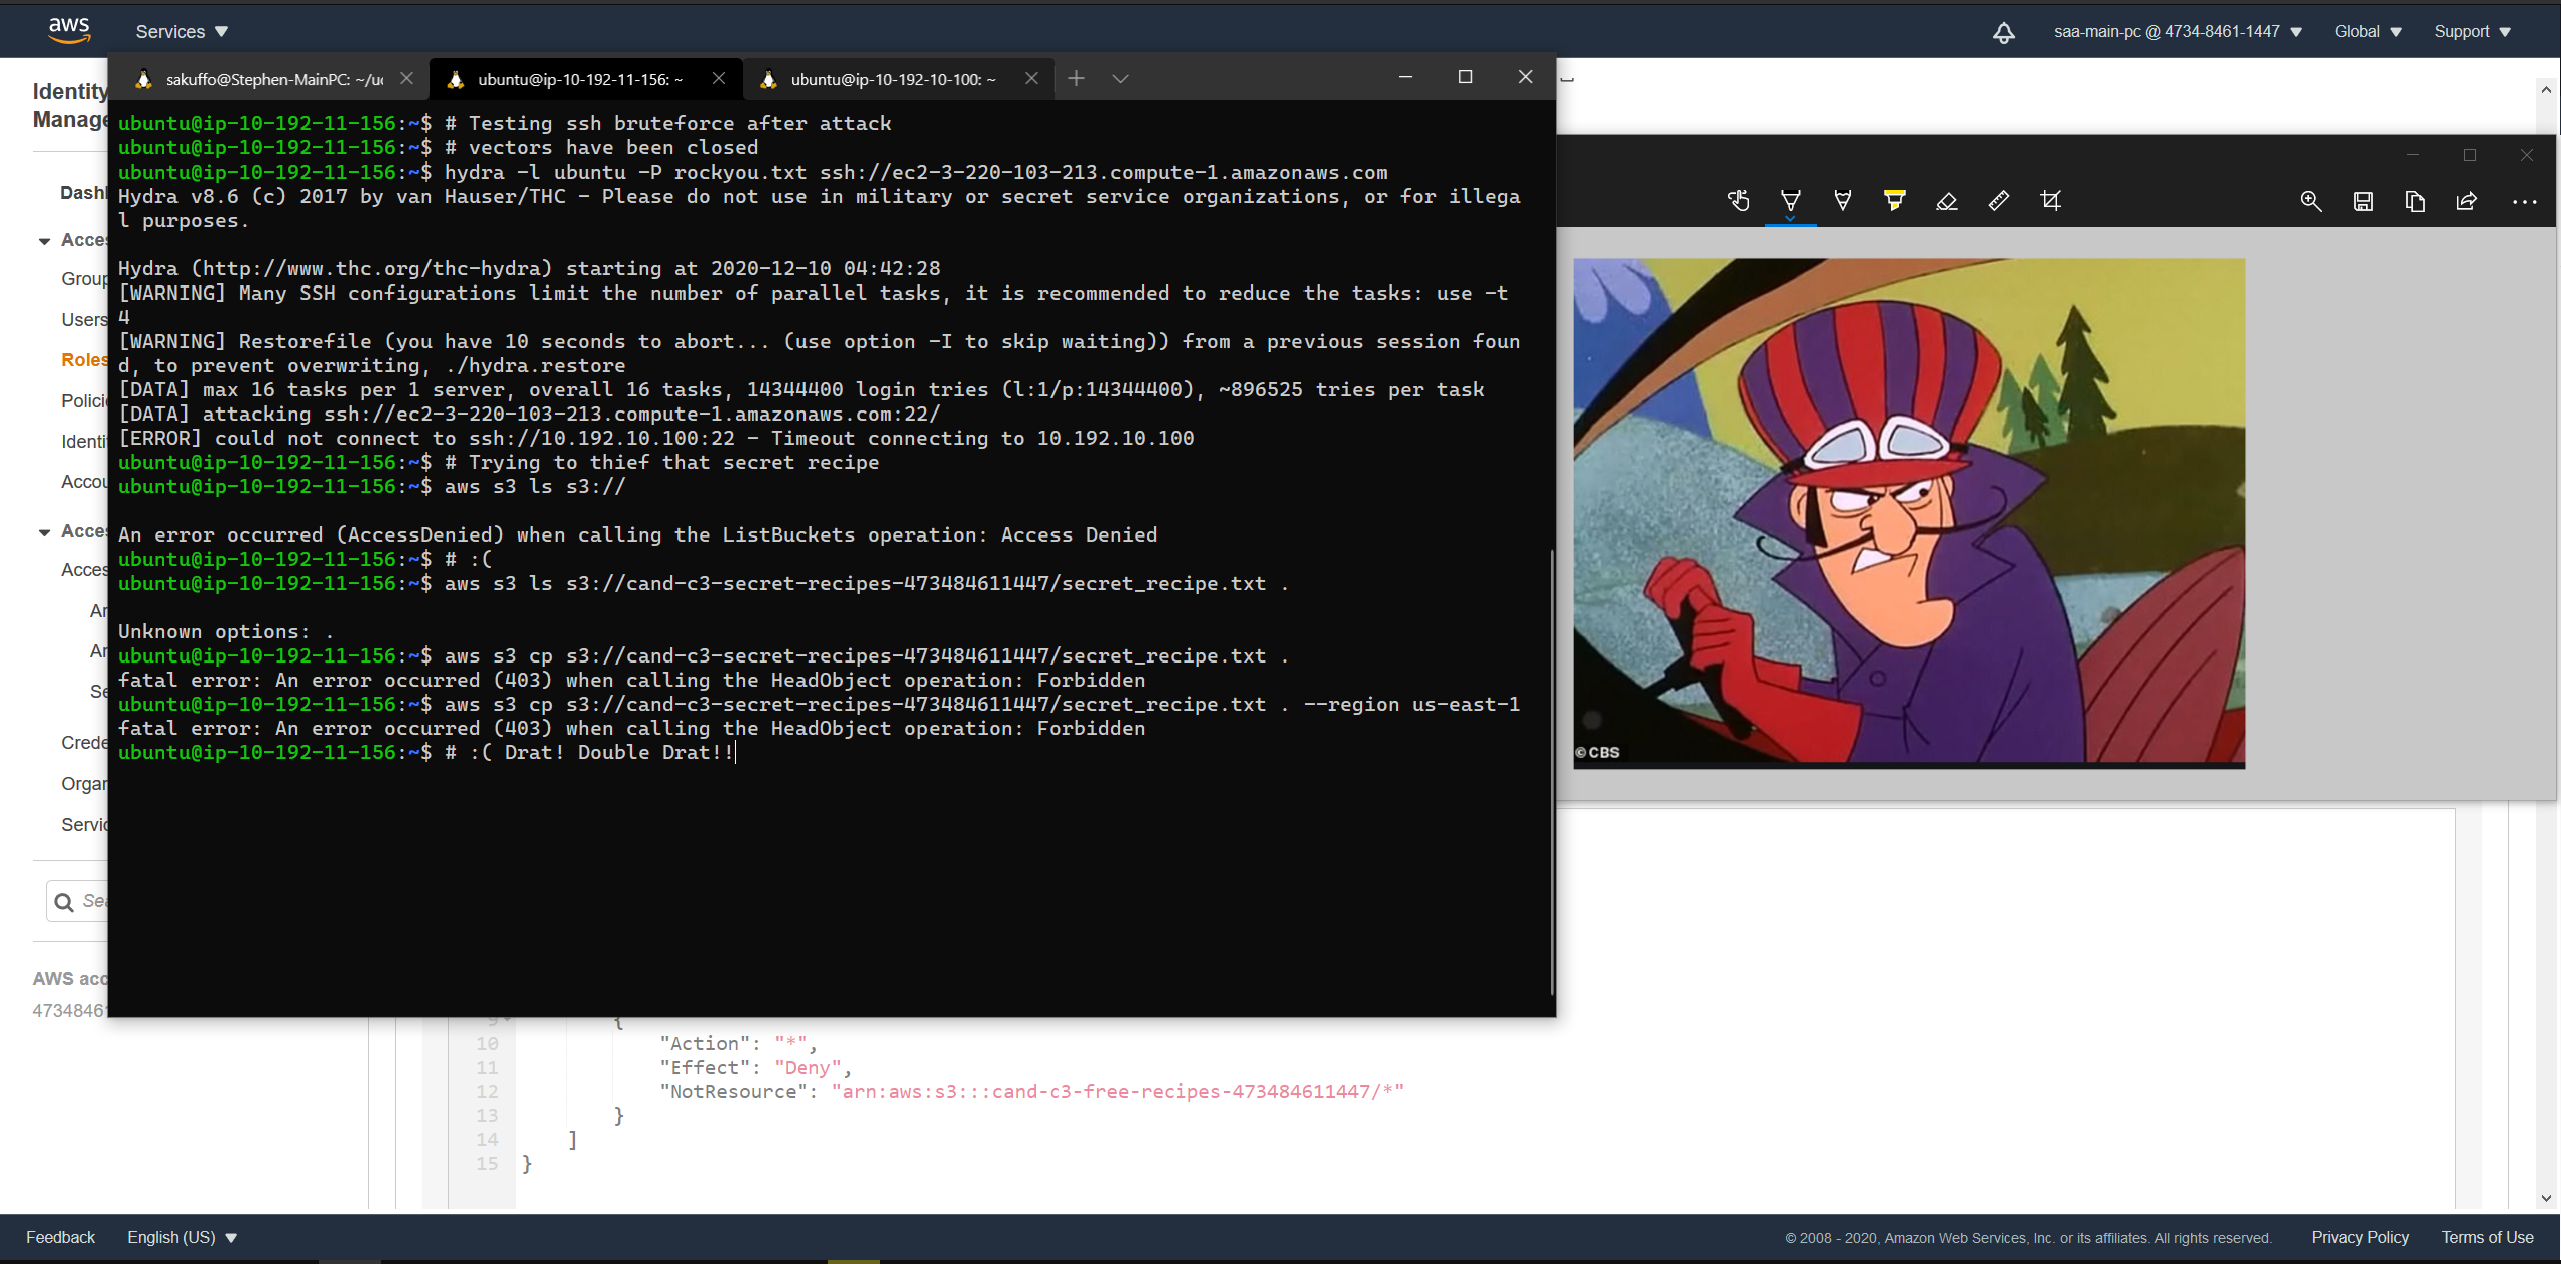 aws
Services
saa-main-pc @ 4734-8461-1447
Global
Support
Identity
Manage
sakuffo@Stephen-MainPC: ~/uc
ubuntu@ip-10-192-11-156: ~
ubuntu@ip-10-192-10-100: ~
Dash
Acces
Group
Users
Roles
Policie
Identi
Accou
Acces
Acces
Ar
Ar
Se
Crede
Organ
Servic
Sea
AWS acc
47348461
ubuntu@ip-10-192-11-156:~$ # Testing ssh bruteforce after attack
ubuntu@ip-10-192-11-156:~$ # vectors have been closed
ubuntu@ip-10-192-11-156:~$ hydra -l ubuntu -P rockyou.txt ssh://ec2-3-220-103-213.compute-1.amazonaws.com
Hydra v8.6 (c) 2017 by van Hauser/THC - Please do not use in military or secret service organizations, or for illega
l purposes.
Hydra (http://www.thc.org/thc-hydra) starting at 2020-12-10 04:42:28
[WARNING] Many SSH configurations limit the number of parallel tasks, it is recommended to reduce the tasks: use -t
4
[WARNING] Restorefile (you have 10 seconds to abort... (use option -I to skip waiting)) from a previous session foun
d, to prevent overwriting, ./hydra.restore
[DATA] max 16 tasks per 1 server, overall 16 tasks, 14344400 login tries (l:1/p:14344400), ~896525 tries per task
[DATA] attacking ssh://ec2-3-220-103-213.compute-1.amazonaws.com:22/
[ERROR] could not connect to ssh://10.192.10.100:22 - Timeout connecting to 10.192.10.100
ubuntu@ip-10-192-11-156:~$ # Trying to thief that secret recipe
ubuntu@ip-10-192-11-156:~$ aws s3 ls s3://
An error occurred (AccessDenied) when calling the ListBuckets operation: Access Denied
ubuntu@ip-10-192-11-156:~$ # :(
ubuntu@ip-10-192-11-156:~$ aws s3 ls s3://cand-c3-secret-recipes-473484611447/secret_recipe.txt .
Unknown options: .
ubuntu@ip-10-192-11-156:~$ aws s3 cp s3://cand-c3-secret-recipes-473484611447/secret_recipe.txt .
fatal error: An error occurred (403) when calling the HeadObject operation: Forbidden
ubuntu@ip-10-192-11-156:~$ aws s3 cp s3://cand-c3-secret-recipes-473484611447/secret_recipe.txt . --region us-east-1
fatal error: An error occurred (403) when calling the HeadObject operation: Forbidden
ubuntu@ip-10-192-11-156:~$ # :( Drat! Double Drat!!
© CBS
9 {
10 "Action": "*",
11 "Effect": "Deny",
12 "NotResource": "arn:aws:s3:::cand-c3-free-recipes-473484611447/*"
13 }
14 ]
15 }
Feedback
English (US)
© 2008 - 2020, Amazon Web Services, Inc. or its affiliates. All rights reserved.
Privacy Policy
Terms of Use